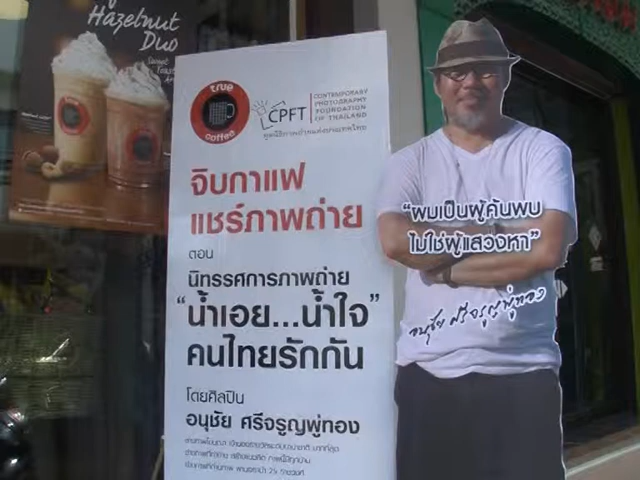 Hazelnut
Duo
true
coffee
CPFT
CONTEMPORARY
PHOTOGRAPHY
FOUNDATION
OF THAILAND
จิบกาแฟ
แชร์ภาพถ่าย
ตอน
นิทรรศการภาพถ่าย
“น้ำเอย...น้ำใจ”
คนไทยรักกัน
โดยศิลปิน
อนุชัย ศรีจรูญพู่ทอง
“ผมเป็นผู้ค้นพบ
ไม่ใช่ผู้แสวงหา”
อนุชัย ศรีจรูญพู่ทอง